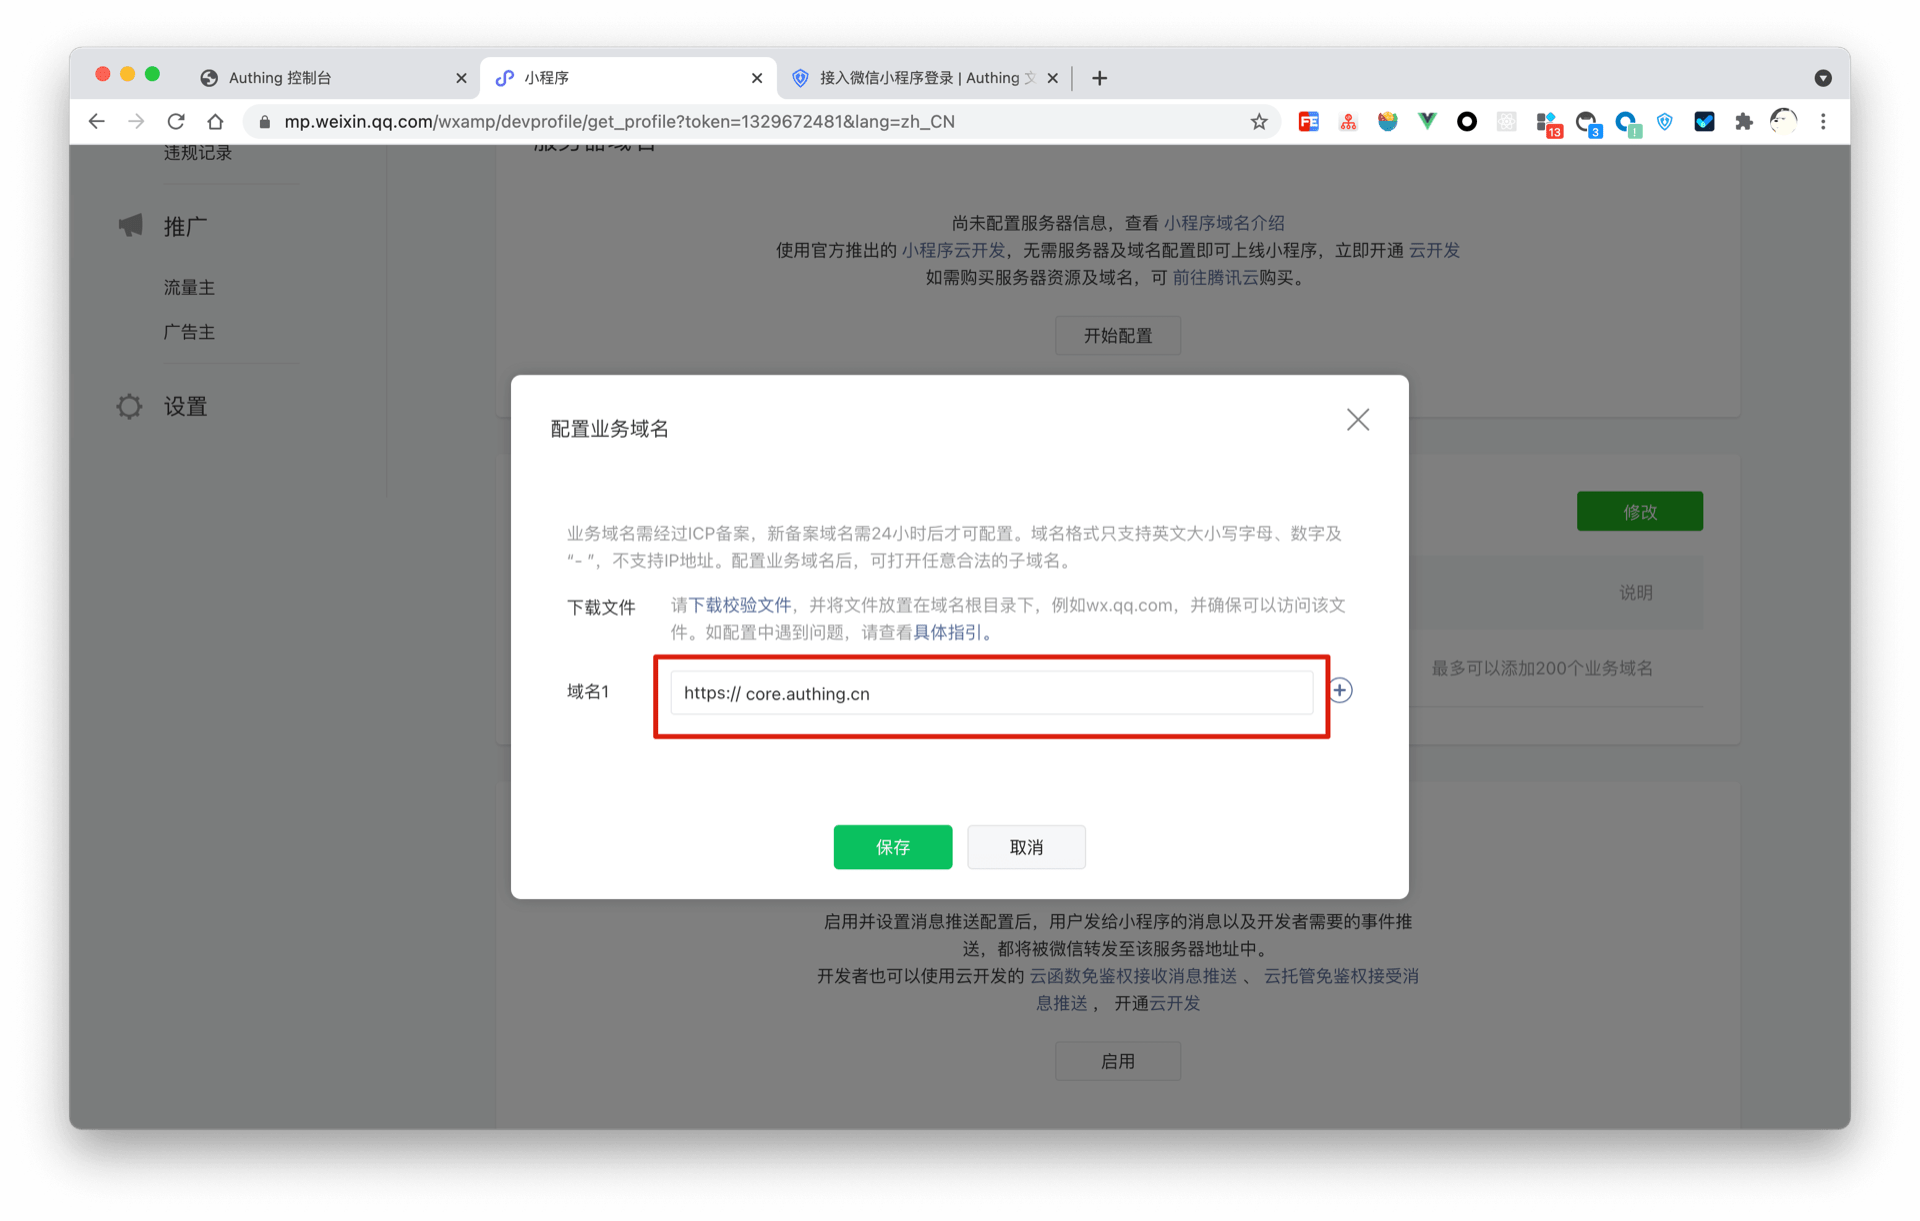 Authing 控制台
小程序
接入微信小程序登录 | Authing 文
mp.weixin.qq.com/wxamp/devprofile/get_profile?token=1329672481&lang=zh_CN
13
3
违规记录
服务器域名
推广
尚未配置服务器信息，查看 小程序域名介绍
使用官方推出的 小程序云开发，无需服务器及域名配置即可上线小程序，立即开通 云开发
如需购买服务器资源及域名，可 前往腾讯云购买。
流量主
广告主
开始配置
设置
配置业务域名
修改
业务域名需经过ICP备案，新备案域名需24小时后才可配置。域名格式只支持英文大小写字母、数字及
“- ”，不支持IP地址。配置业务域名后，可打开任意合法的子域名。
说明
下载文件
请下载校验文件，并将文件放置在域名根目录下，例如wx.qq.com，并确保可以访问该文
件。如配置中遇到问题，请查看具体指引。
最多可以添加200个业务域名
域名1
https:// core.authing.cn
保存
取消
启用并设置消息推送配置后，用户发给小程序的消息以及开发者需要的事件推
送，都将被微信转发至该服务器地址中。
开发者也可以使用云开发的 云函数免鉴权接收消息推送 、 云托管免鉴权接受消
息推送 ， 开通云开发
启用